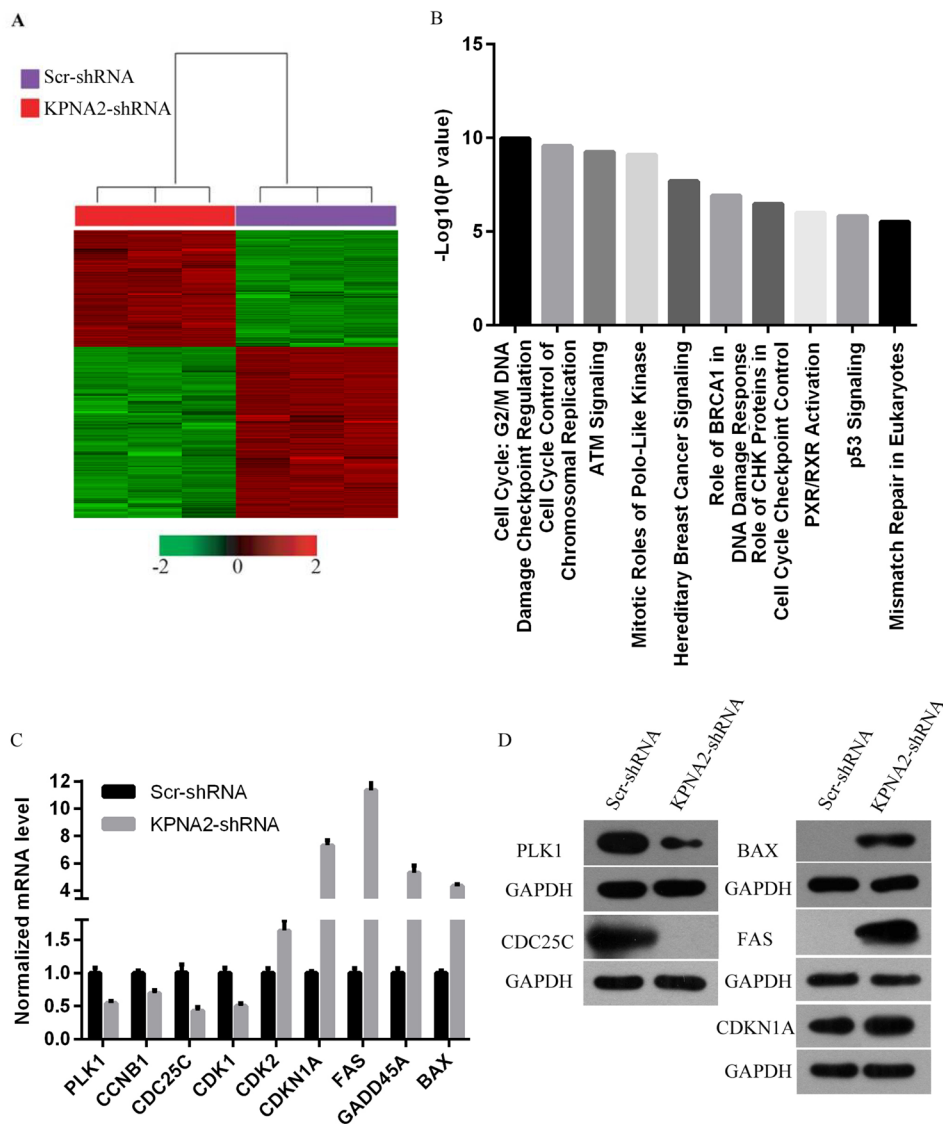 A
Scr-shRNA
KPNA2-shRNA
-2
0
2
B
-Log10(P value)
15
10
5
0
Cell Cycle: G2/M DNA
Damage Checkpoint Regulation
Cell Cycle Control of
Chromosomal Replication
ATM Signaling
Mitotic Roles of Polo-Like Kinase
Hereditary Breast Cancer Signaling
Role of BRCA1 in
DNA Damage Response
Role of CHK Proteins in
Cell Cycle Checkpoint Control
PXR/RXR Activation
p53 Signaling
Mismatch Repair in Eukaryotes
C
Normalized mRNA level
12
10
8
6
4
1.5
1.0
0.5
0.0
Scr-shRNA
KPNA2-shRNA
PLK1
CCNB1
CDC25C
CDK1
CDK2
CDKN1A
FAS
GADD45A
BAX
D
Scr-shRNA
KPNA2-shRNA
PLK1
GAPDH
CDC25C
GAPDH
Scr-shRNA
KPNA2-shRNA
BAX
GAPDH
FAS
GAPDH
CDKN1A
GAPDH